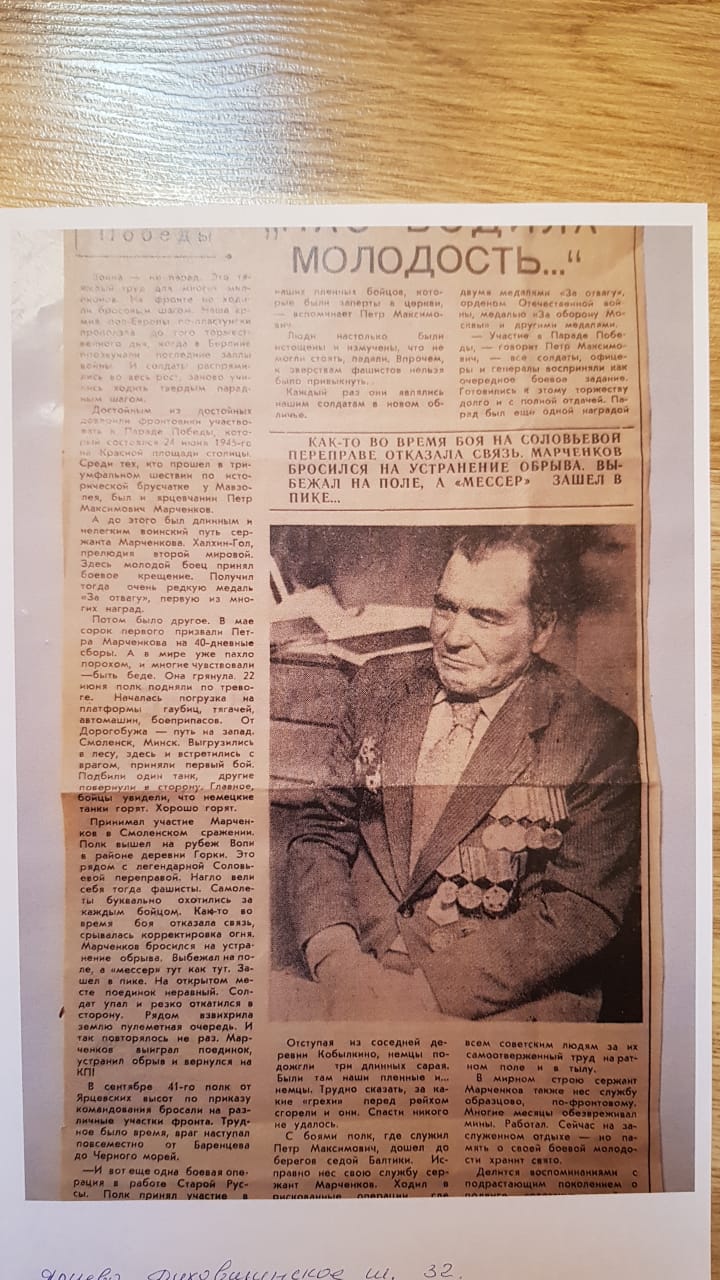 Победы
„НАС ВОДИЛА
МОЛОДОСТЬ..."
Война — не парад. Это тя-
желый труд для многих мил-
лионов. На фронте не ходи-
ли бросовым шагом. Наша ар-
мия пол-Европы по-пластунски
проползла до того торжест-
венного дня, когда в Берлине
прозвучали последние залпы
войны. И солдаты распрями-
лись во весь рост, заново учи-
лись ходить твердым парад-
ным шагом.
Достойным из достойных
доверили фронтовики участво-
вать в Параде Победы, кото-
рый состоялся 24 июня 1945-го
на Красной площади столицы.
Среди тех, кто прошел в три-
умфальном шествии по исто-
рической брусчатке у Мавзо-
лея, был и ярцевчанин Петр
Максимович Марченков.
А до этого был длинным и
нелегким воинский путь сер-
жанта Марченкова. Халхин-Гол,
прелюдия второй мировой.
Здесь молодой боец принял
боевое крещение. Получил
тогда очень редкую медаль
«За отвагу», первую из мно-
гих наград.
Потом было другое. В мае
сорок первого призвали Пет-
ра Марченкова на 40-дневные
сборы. А в мире уже пахло
порохом, и многие чувствовали
—быть беде. Она грянула. 22
июня полк подняли по трево-
ге. Началась погрузка на
платформы гаубиц, тягачей,
автомашин, боеприпасов. От
Дорогобужа — путь на запад.
Смоленск, Минск. Выгрузились
в лесу, здесь и встретились с
врагом, приняли первый бой.
Подбили один танк, другие
повернули в сторону. Главное,
бойцы увидели, что немецкие
танки горят. Хорошо горят.
Принимал участие Марчен-
ков в Смоленском сражении.
Полк вышел на рубеж Вопи
в районе деревни Горки. Это
рядом с легендарной Соловь-
евой переправой. Нагло вели
себя тогда фашисты. Самоле-
ты буквально охотились за
каждым бойцом. Как-то во
время боя отказала связь,
срывалась корректировка огня.
Марченков бросился на устра-
нение обрыва. Выбежал на по-
ле, а «мессер» тут как тут. За-
шел в пике. На открытом ме-
сте поединок неравный. Сол-
дат упал и резко откатился в
сторону. Рядом взвихрила
землю пулеметная очередь. И
так повторялось не раз. Мар-
ченков выиграл поединок,
устранил обрыв и вернулся на
КП!
В сентябре 41-го полк от
Ярцевских высот по приказу
командования бросали на раз-
личные участки фронта. Труд-
ное было время, враг наступал
повсеместно от Баренцева
до Черного морей.
—И вот еще одна боевая опе-
рация в работе Старой Рус-
сы. Полк принял участие в
наших пленных бойцов, кото-
рые были заперты в церкви,
— вспоминает Петр Максимо-
вич.
Люди настолько были
истощены и измучены, что не
могли стоять, падали. Впрочем,
к зверствам фашистов нельзя
было привыкнуть.
Каждый раз они являлись
нашим солдатам в новом об-
личье.
двумя медалями «За отвагу»,
орденом Отечественной вой-
ны, медалью «За оборону Мо-
сквы» и другими медалями.
— Участие в Параде Побе-
ды, — говорит Петр Максимо-
вич, — все солдаты, офице-
ры и генералы восприняли как
очередное боевое задание.
Готовились к этому торжеству
долго и с полной отдачей. Па-
рад был еще одной наградой
КАК-ТО ВО ВРЕМЯ БОЯ НА СОЛОВЬЕВОЙ
ПЕРЕПРАВЕ ОТКАЗАЛА СВЯЗЬ. МАРЧЕНКОВ
БРОСИЛСЯ НА УСТРАНЕНИЕ ОБРЫВА. ВЫ-
БЕЖАЛ НА ПОЛЕ, А «МЕССЕР» ЗАШЕЛ В
ПИКЕ...
Отступая из соседней де-
ревни Кобылкино, немцы по-
дожгли три длинных сарая.
Были там наши пленные и...
немцы. Трудно сказать, за ка-
кие «грехи» перед рейхом
сгорели и они. Спасти никого
не удалось.
С боями полк, где служил
Петр Максимович, дошел до
берегов седой Балтики. Ис-
правно нес свою службу сер-
жант Марченков. Ходил в
рискованные операции, где
всем советским людям за их
самоотверженный труд на рат-
ном поле и в тылу.
В мирном строю сержант
Марченков также нес службу
образцово, по-фронтовому.
Многие месяцы обезвреживал
мины. Работал. Сейчас на за-
служенном отдыхе — но па-
мять о своей боевой молодо-
сти хранит свято.
Делится воспоминаниями с
подрастающим поколением о
Ярцево Духовщинское ш. 32.